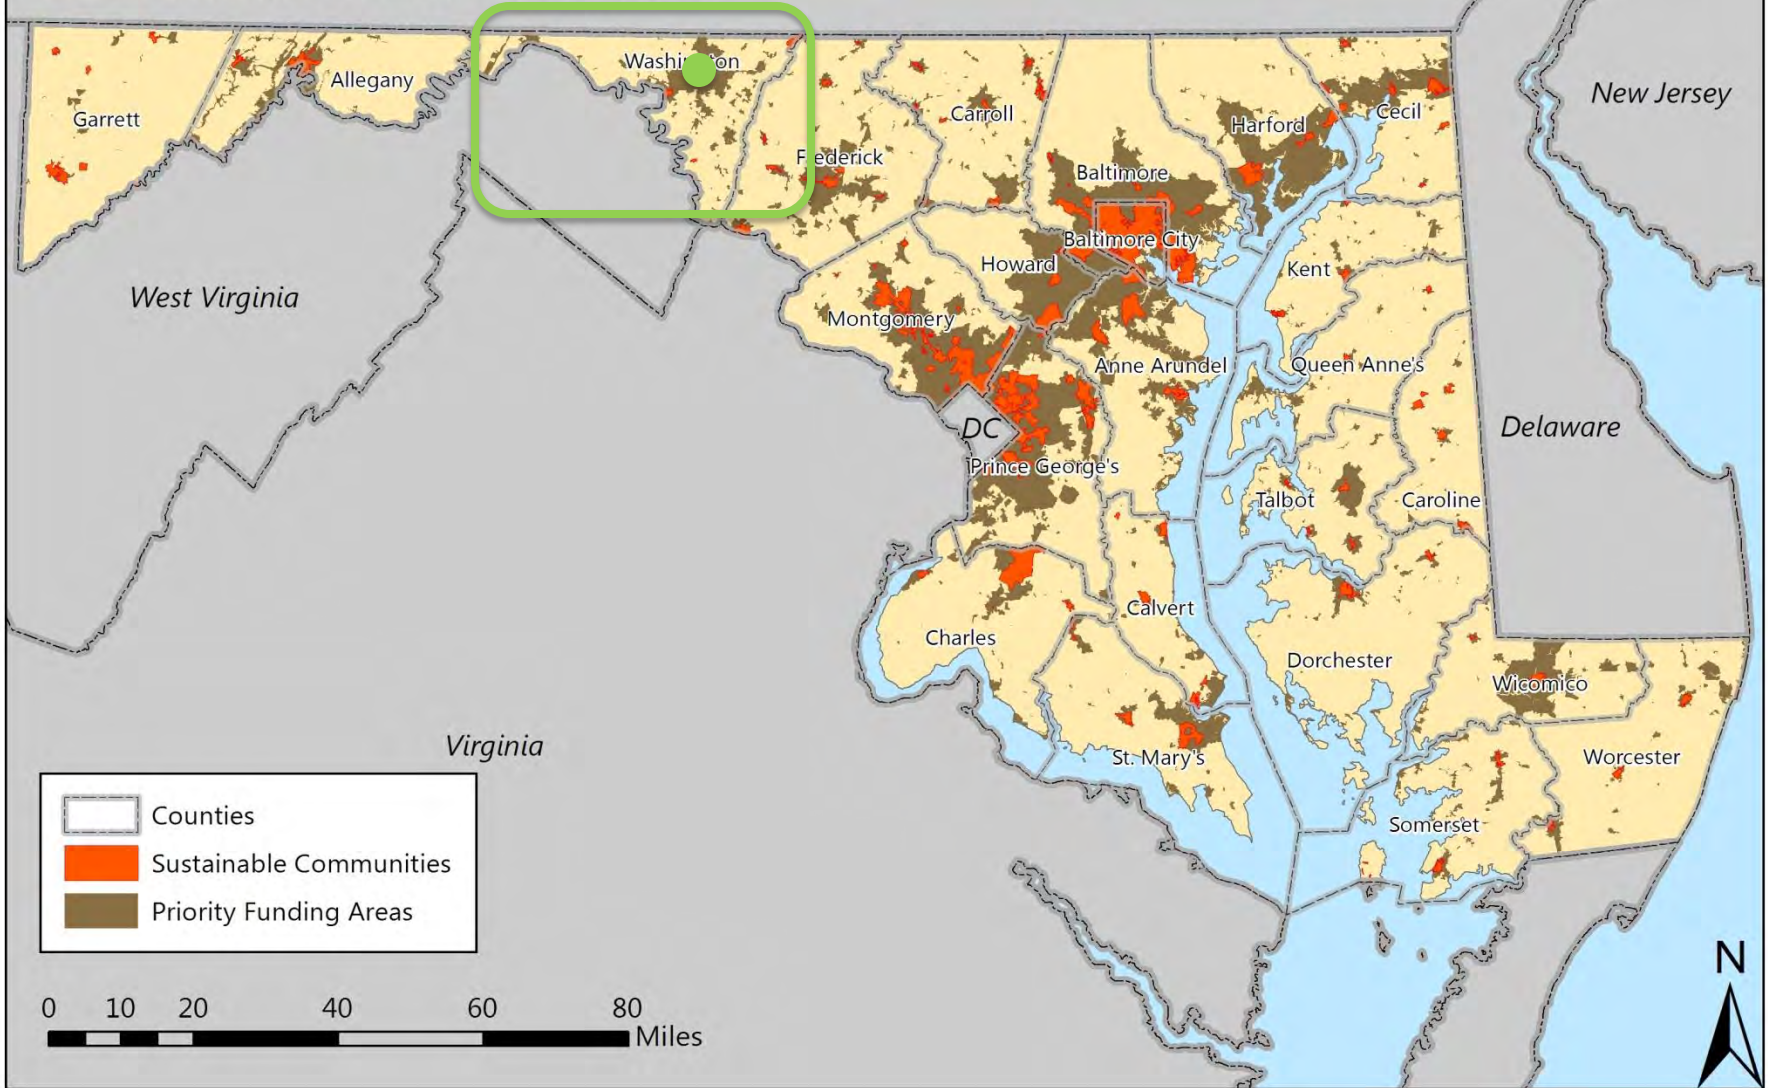 Garrett
Allegany
Washington
Frederick
Carroll
Baltimore
Harford
Cecil
New Jersey
Baltimore City
Howard
Kent
West Virginia
Montgomery
Anne Arundel
Queen Anne's
DC
Delaware
Prince George's
Talbot
Caroline
Calvert
Charles
Dorchester
Wicomico
Virginia
St. Mary's
Worcester
Somerset
Counties
Sustainable Communities
Priority Funding Areas
0 10 20 40 60 80
Miles
N